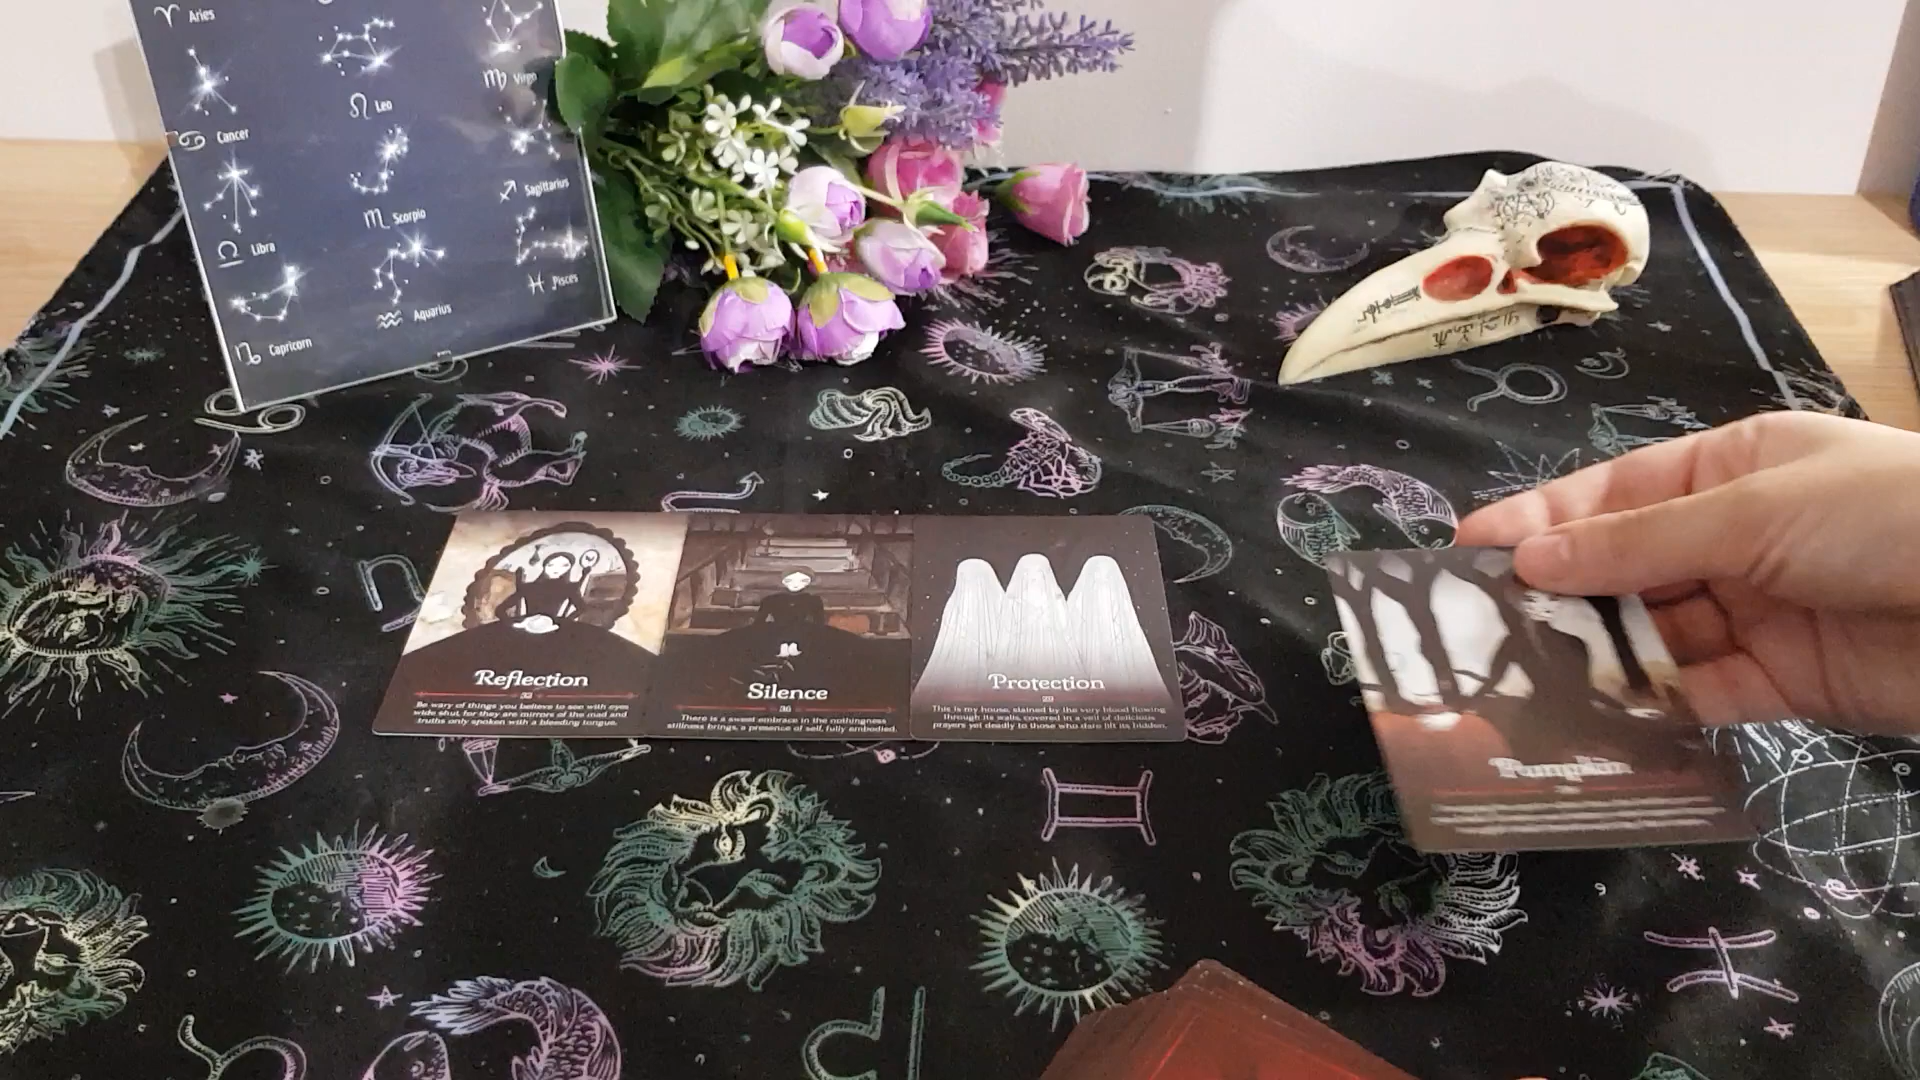 ♈ Aries
♍ Virgo
♌ Leo
♋ Cancer
♐ Sagittarius
♏ Scorpio
♎ Libra
♓ Pisces
♒ Aquarius
♑ Capricorn
Reflection
32
Be wary of things you believe to see with eyes
wide shut, for they are mirrors of the mad and
truths only spoken with a bleeding tongue.
Silence
36
There is a sweet embrace in the nothingness
stillness brings, a presence of self, fully embodied.
Protection
29
This is my house, stained by the very blood flowing
through its walls, covered in a veil of delicious
prayers yet deadly to those who dare lift its hidden.
Pumpkin